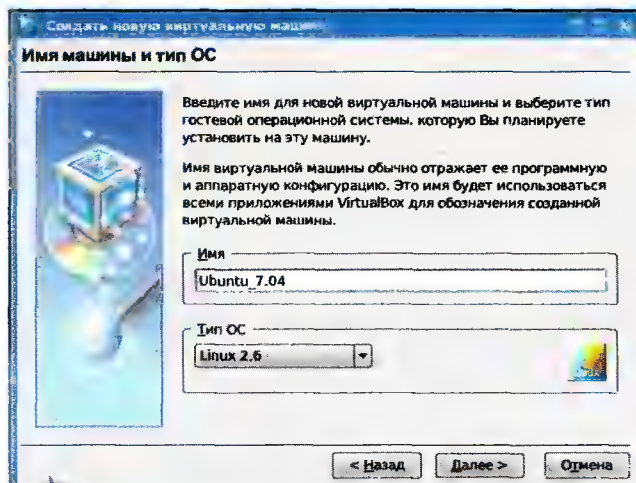 Создать новую виртуальную машину
Имя машины и тип ОС
Введите имя для новой виртуальной машины и выберите тип
гостевой операционной системы, которую Вы планируете
установить на эту машину.
Имя виртуальной машины обычно отражает ее программную
и аппаратную конфигурацию. Это имя будет использоваться
всеми приложениями VirtualBox для обозначения созданной
виртуальной машины.
Имя
Ubuntu_7.04
Тип ОС
Linux 2.6
< Назад Далее > Отмена